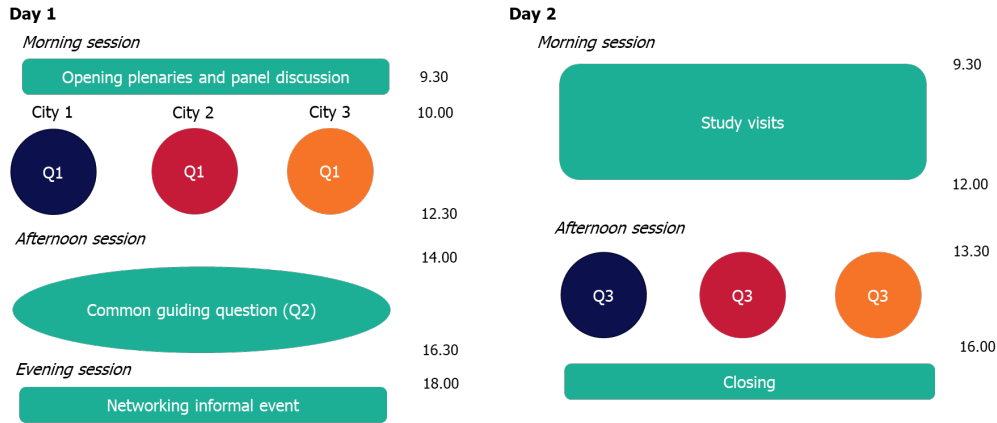 Day 1
Morning session
Opening plenaries and panel discussion
9.30
City 1
City 2
City 3
10.00
Q1
Q1
Q1
12.30
Afternoon session
14.00
Common guiding question (Q2)
16.30
Evening session
18.00
Networking informal event
Day 2
Morning session
9.30
Study visits
12.00
Afternoon session
13.30
Q3
Q3
Q3
16.00
Closing